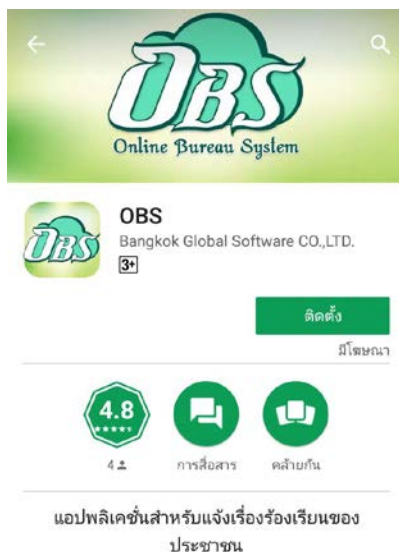 OBS
Online Bureau System
OBS
OBS
Bangkok Global Software CO.,LTD.
3+
ติดตั้ง
มีโฆษณา
4.8
4
การสื่อสาร
คล้ายกัน
แอปพลิเคชั่นสำหรับแจ้งเรื่องร้องเรียนของ
ประชาชน